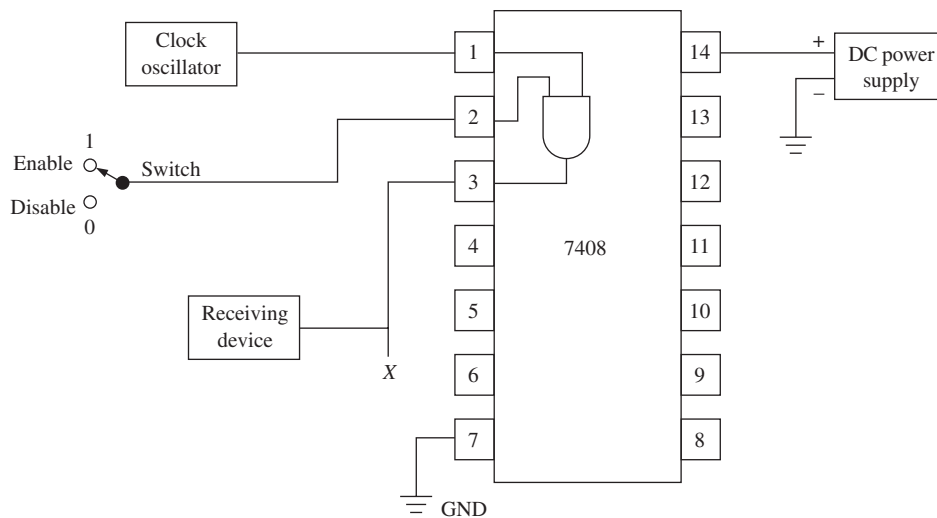 Clock
oscillator
1
14
+
−
DC power
supply
2
13
1
Enable
Switch
Disable
0
3
12
4
7408
11
Receiving
device
5
10
X
6
9
7
8
GND